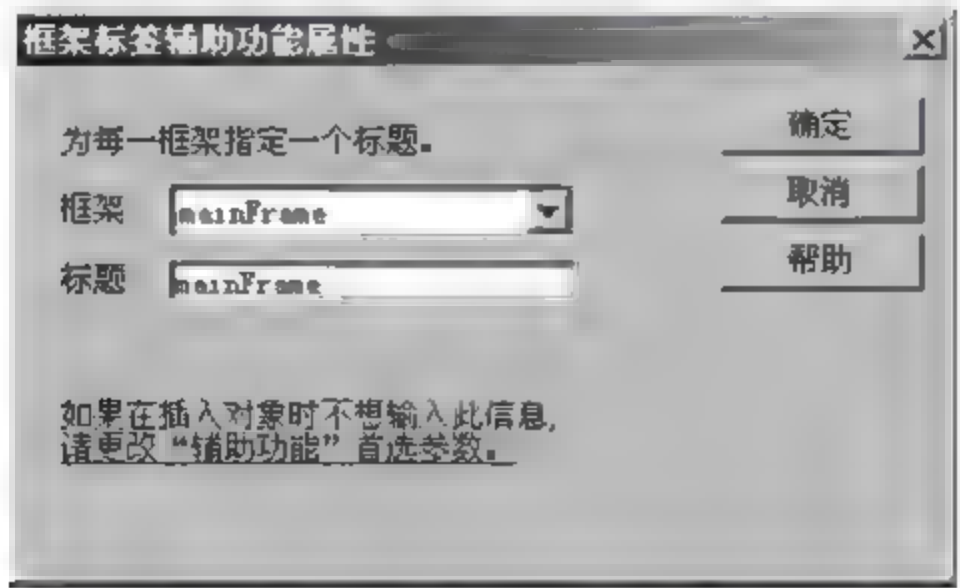 框架标签辅助功能属性
为每一框架指定一个标题。
确定
框架 mainFrame
取消
标题 mainFrame
帮助
如果在插入对象时不想输入此信息,
请更改“辅助功能”首选参数。